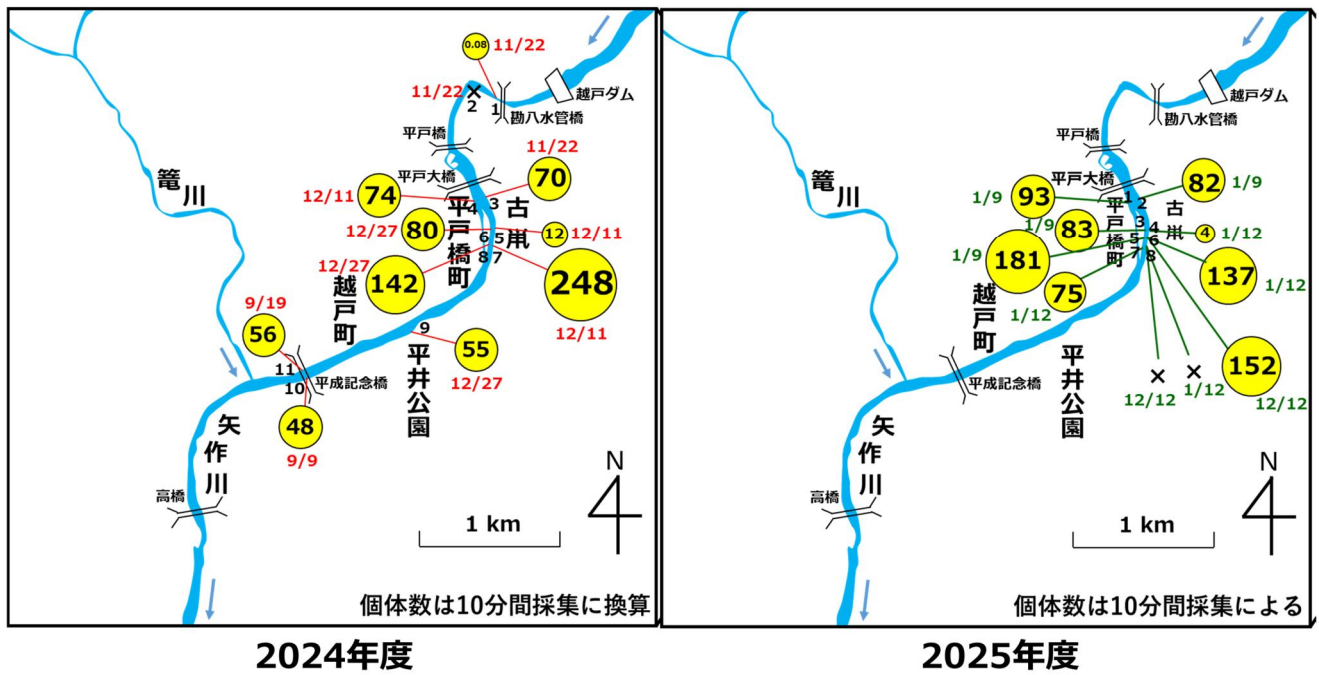 0.08
11/22
11/22
×
2
1
越戸ダム
勘八水管橋
平戸橋
11/22
平戸大橋
70
74
12/11
3
4
古鼡
平戸橋町
12/27
80
12
12/11
6
5
8
7
12/27
142
248
12/11
越戸町
9/19
56
9
55
12/27
11
10
平成記念橋
平井公園
48
9/9
篭川
矢作川
高橋
N
1 km
個体数は10分間採集に換算
2024年度
越戸ダム
勘八水管橋
平戸橋
平戸大橋
82
1/9
93
1/9
1
2
古鼡
平戸橋町
3
1/9
83
4
4
1/12
5
6
7
8
1/9
181
137
1/12
75
1/12
越戸町
152
12/12
×
12/12
×
1/12
平成記念橋
平井公園
篭川
矢作川
高橋
N
1 km
個体数は10分間採集による
2025年度